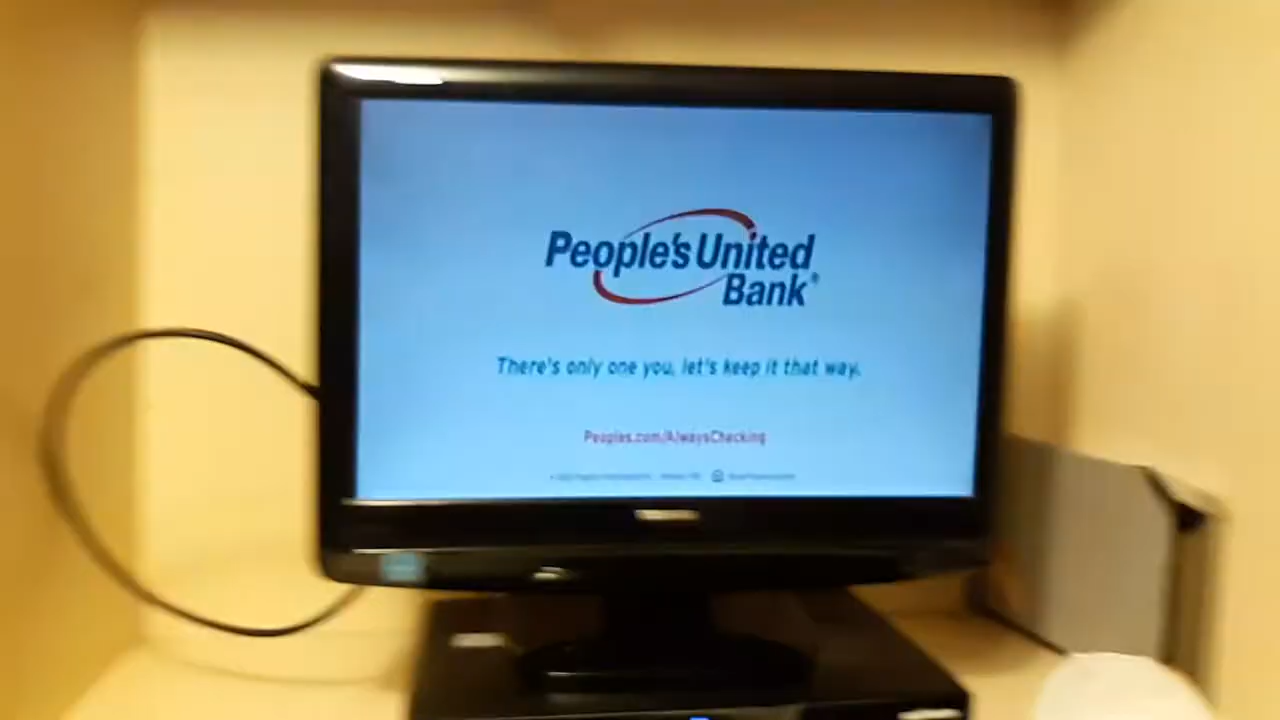 People's United
Bank®
There's only one you, let's keep it that way.
Peoples.com/AlwaysChecking